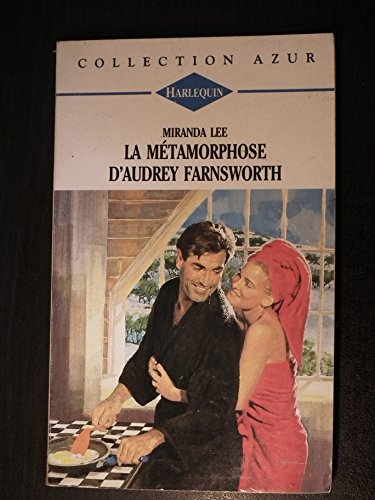 COLLECTION AZUR
HARLEQUIN
MIRANDA LEE
LA MÉTAMORPHOSE
D'AUDREY FARNSWORTH